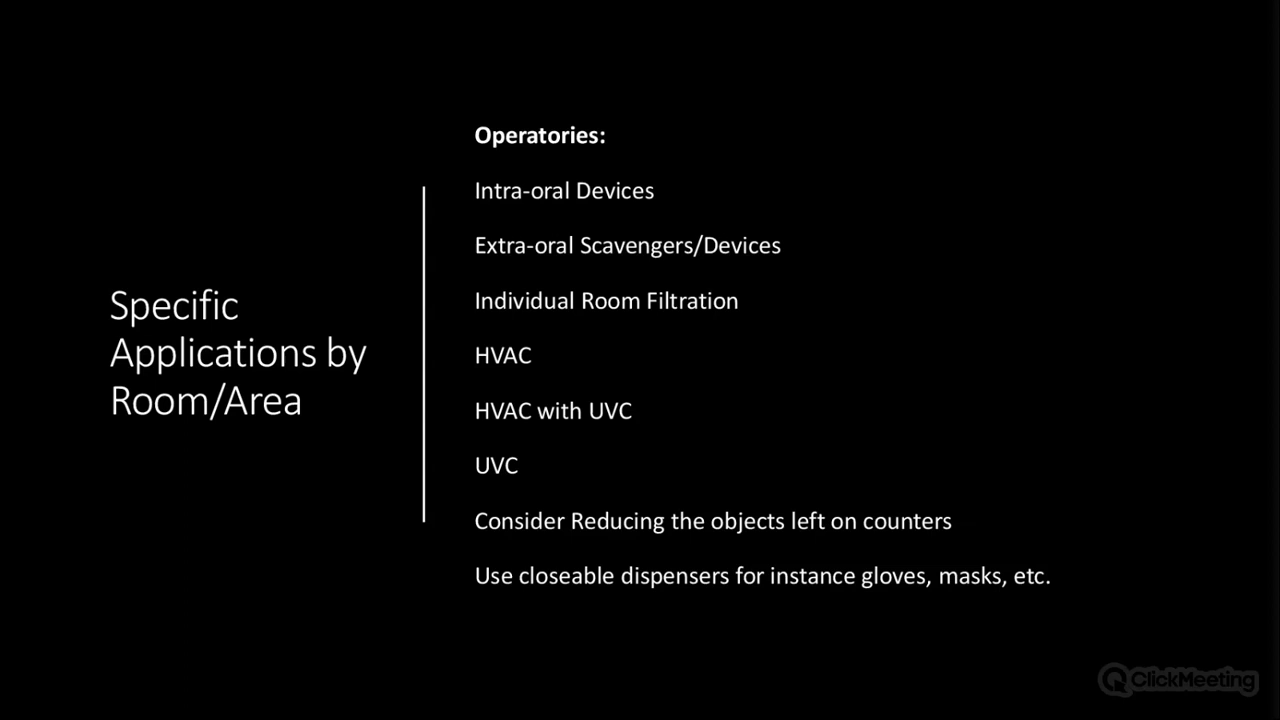 Specific
Applications by
Room/Area
Operatories:
Intra-oral Devices
Extra-oral Scavengers/Devices
Individual Room Filtration
HVAC
HVAC with UVC
UVC
Consider Reducing the objects left on counters
Use closeable dispensers for instance gloves, masks, etc.
ClickMeeting